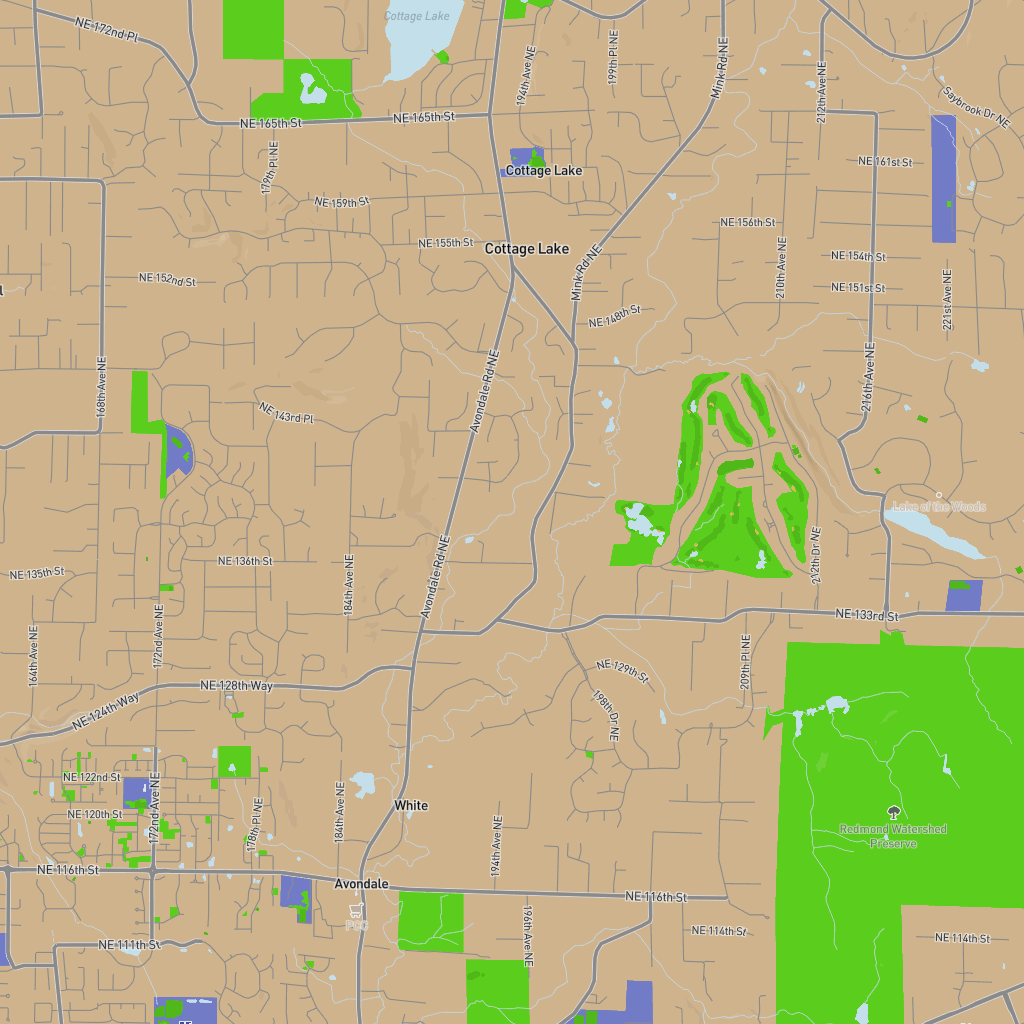 Cottage Lake
NE 172nd Pl
194th Ave NE
199th Pl NE
Mink Rd NE
212th Ave NE
Saybrook Dr NE
NE 165th St
NE 165th St
179th Pl NE
Cottage Lake
NE 161st St
NE 159th St
NE 156th St
NE 155th St
Cottage Lake
NE 154th St
Mink Rd NE
210th Ave NE
NE 152nd St
NE 151st St
221st Ave NE
NE 148th St
168th Ave NE
Avondale Rd NE
216th Ave NE
NE 143rd Pl
Lake of the Woods
NE 136th St
NE 135th St
184th Ave NE
Avondale Rd NE
212th Dr NE
NE 133rd St
164th Ave NE
172nd Ave NE
209th Pl NE
NE 129th St
NE 128th Way
NE 124th Way
198th Dr NE
NE 122nd St
172nd Ave NE
NE 120th St
178th Pl NE
184th Ave NE
White
194th Ave NE
Redmond Watershed
Preserve
NE 116th St
Avondale
NE 116th St
PCC
196th Ave NE
NE 114th St
NE 114th St
NE 111th St